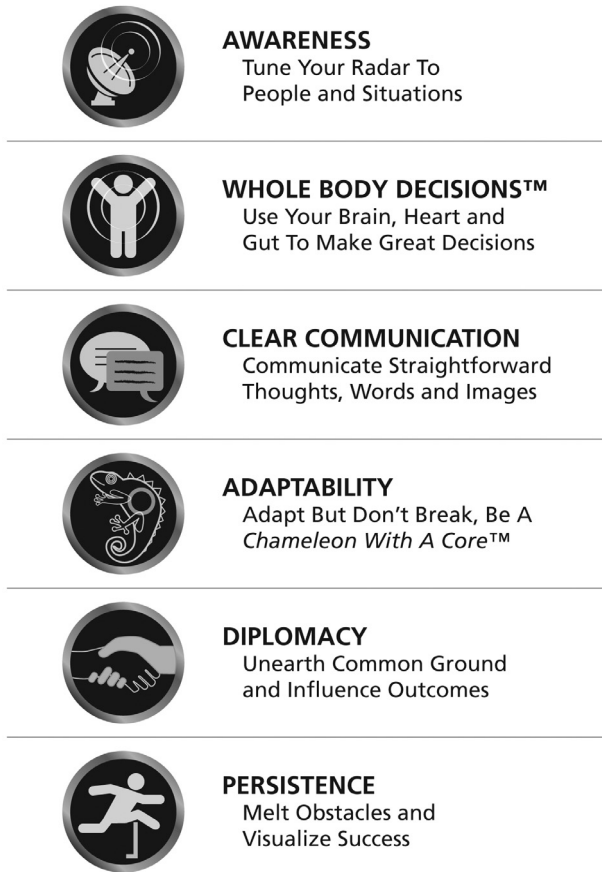 AWARENESS
Tune Your Radar To
People and Situations
WHOLE BODY DECISIONS™
Use Your Brain, Heart and
Gut To Make Great Decisions
CLEAR COMMUNICATION
Communicate Straightforward
Thoughts, Words and Images
ADAPTABILITY
Adapt But Don’t Break, Be A
Chameleon With A Core™
DIPLOMACY
Unearth Common Ground
and Influence Outcomes
PERSISTENCE
Melt Obstacles and
Visualize Success